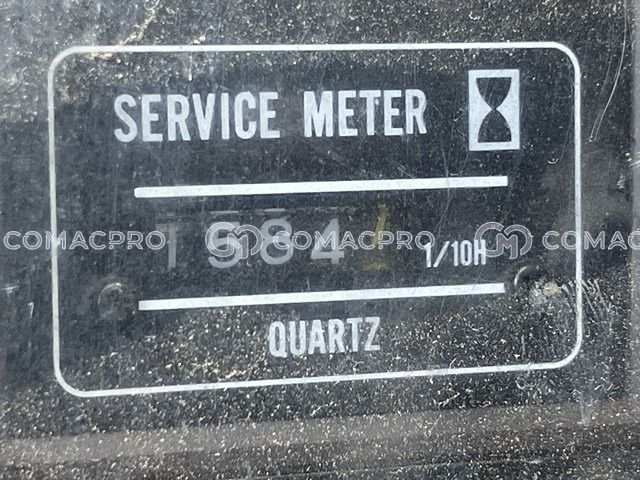 SERVICE METER
COMACPRO COMACPRO COMACPRO
1/10H
QUARTZ